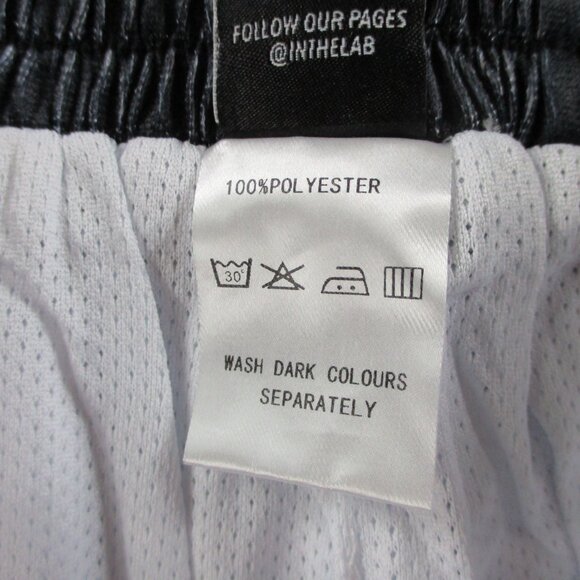 FOLLOW OUR PAGES
@INTHELAB
100%POLYESTER
30°
WASH DARK COLOURS
SEPARATELY